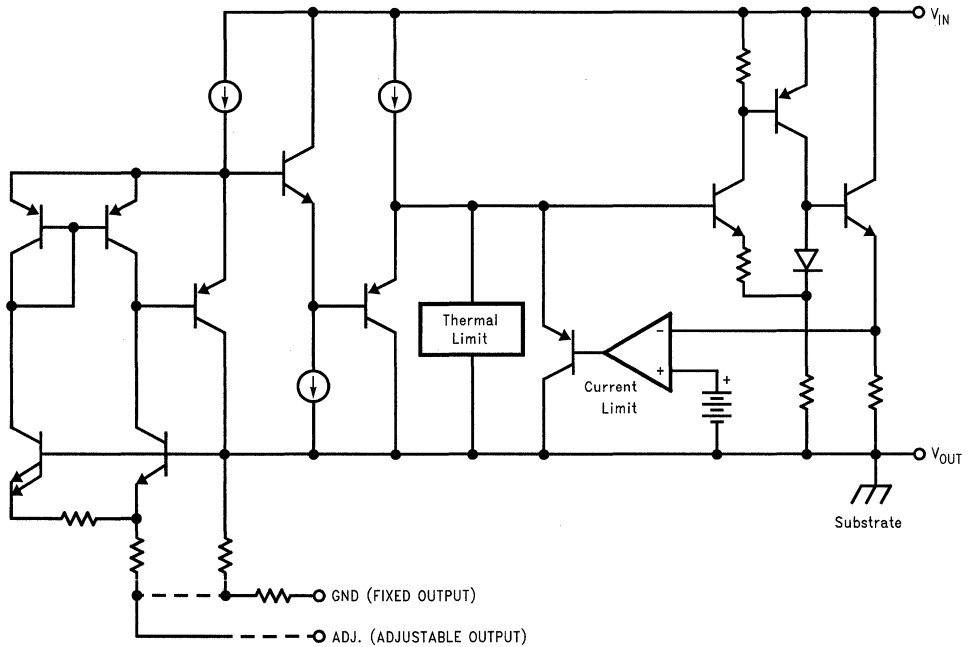 V_IN
Thermal
Limit
−
+
Current
Limit
+
V_OUT
Substrate
GND (FIXED OUTPUT)
ADJ. (ADJUSTABLE OUTPUT)